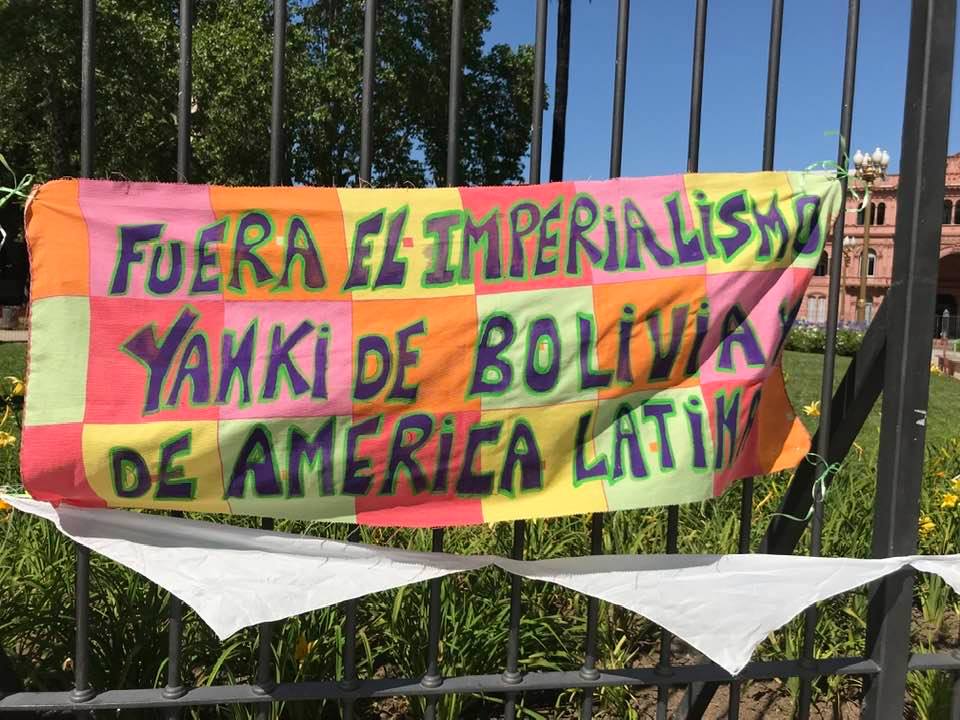 FUERA EL IMPERIALISMO
YANKI DE BOLIVIA Y
DE AMERICA LATINA